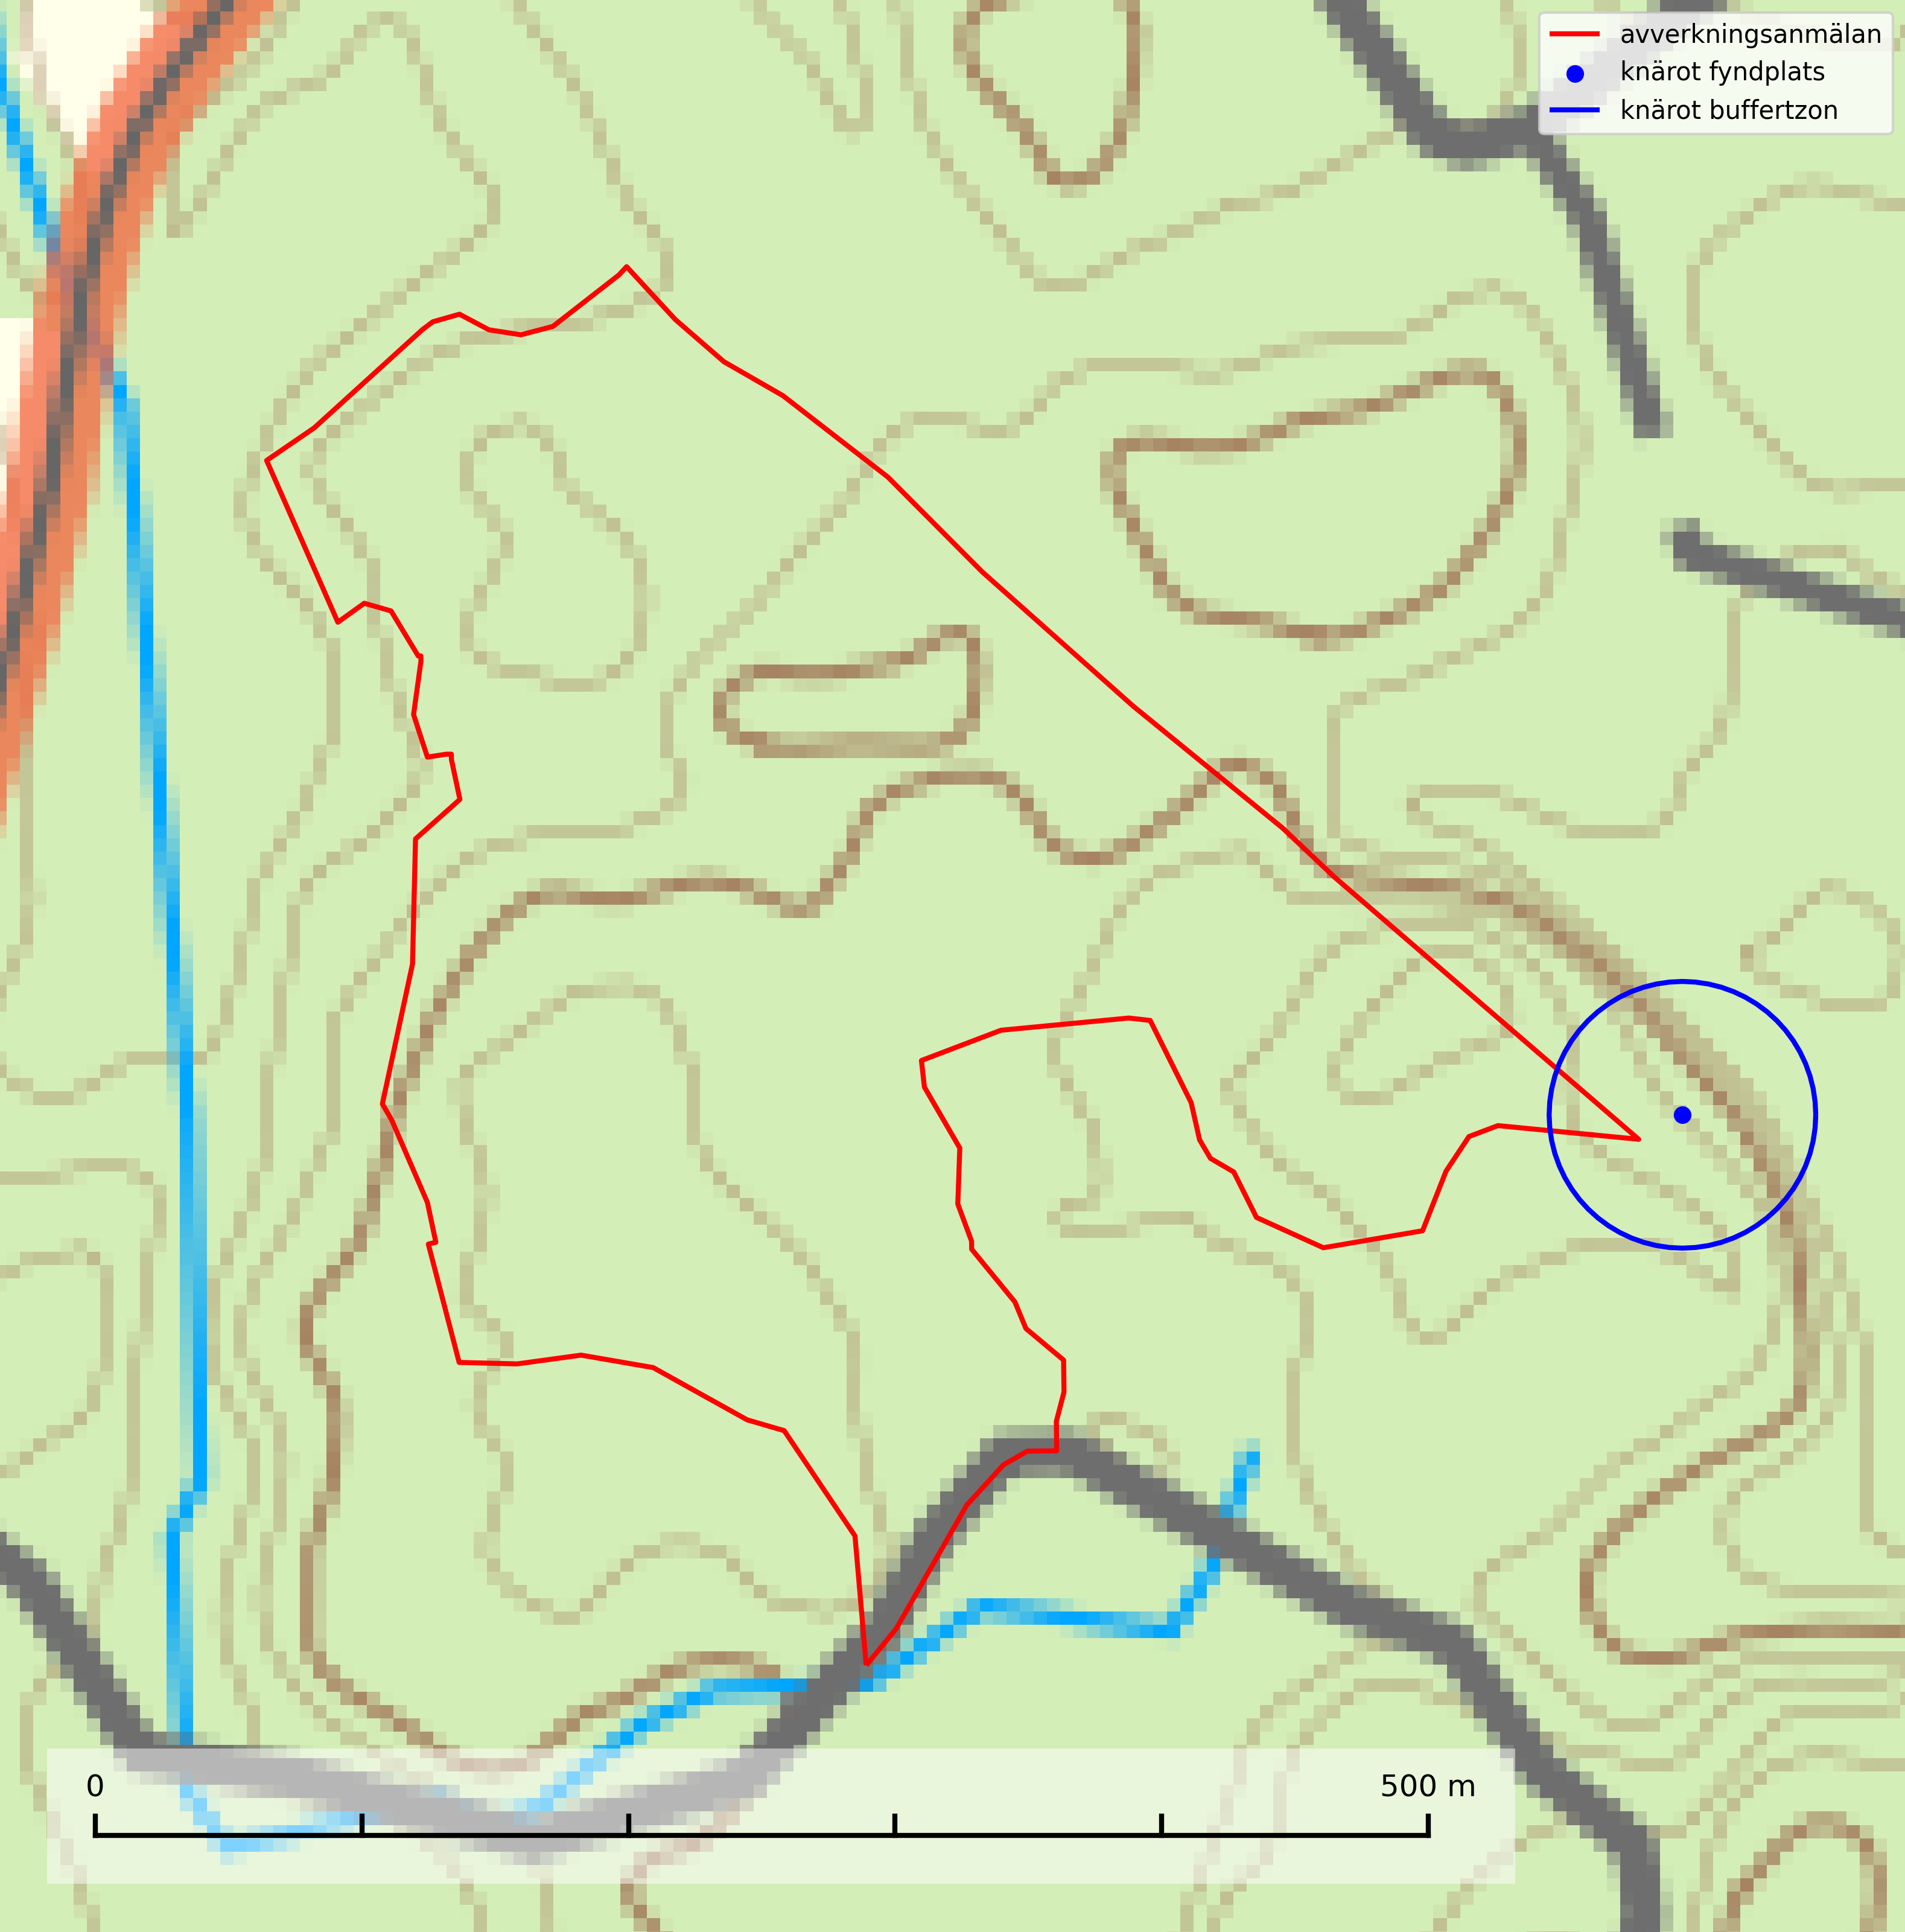 avverkningsanmälan
knärot fyndplats
knärot buffertzon
0
500 m